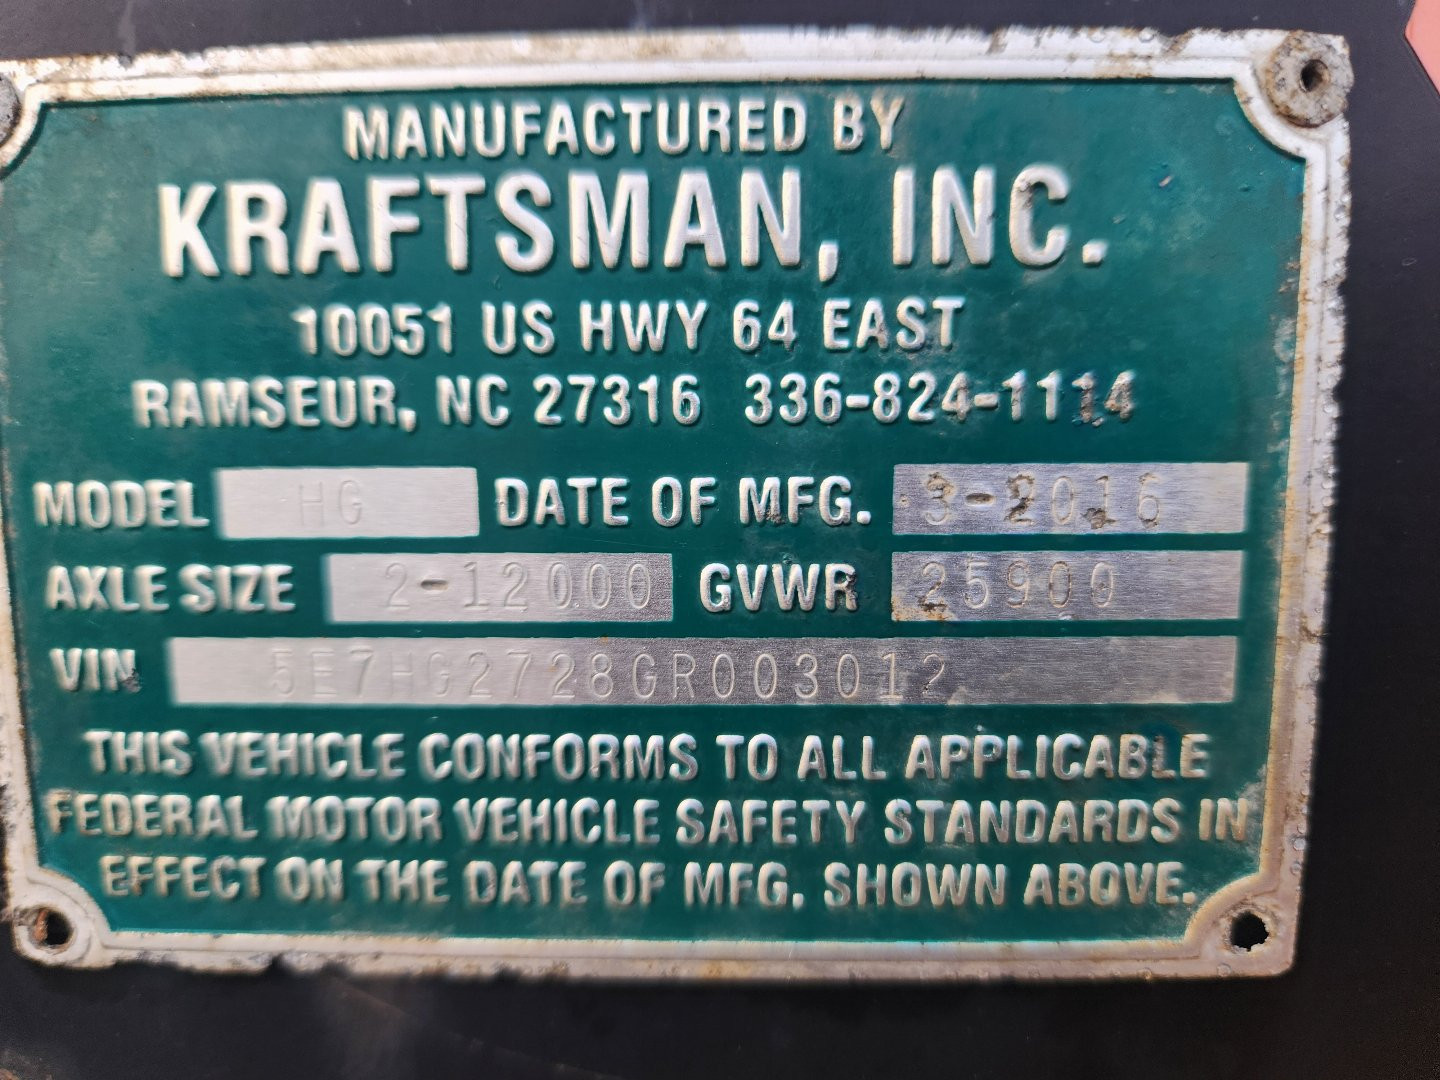 MANUFACTURED BY
KRAFTSMAN, INC.
10051 US HWY 64 EAST
RAMSEUR, NC 27316 336-824-1114
MODEL HG DATE OF MFG. 3-2016
AXLE SIZE 2-12000 GVWR 25900
VIN 5E7HG2728GR003012
THIS VEHICLE CONFORMS TO ALL APPLICABLE
FEDERAL MOTOR VEHICLE SAFETY STANDARDS IN
EFFECT ON THE DATE OF MFG. SHOWN ABOVE.